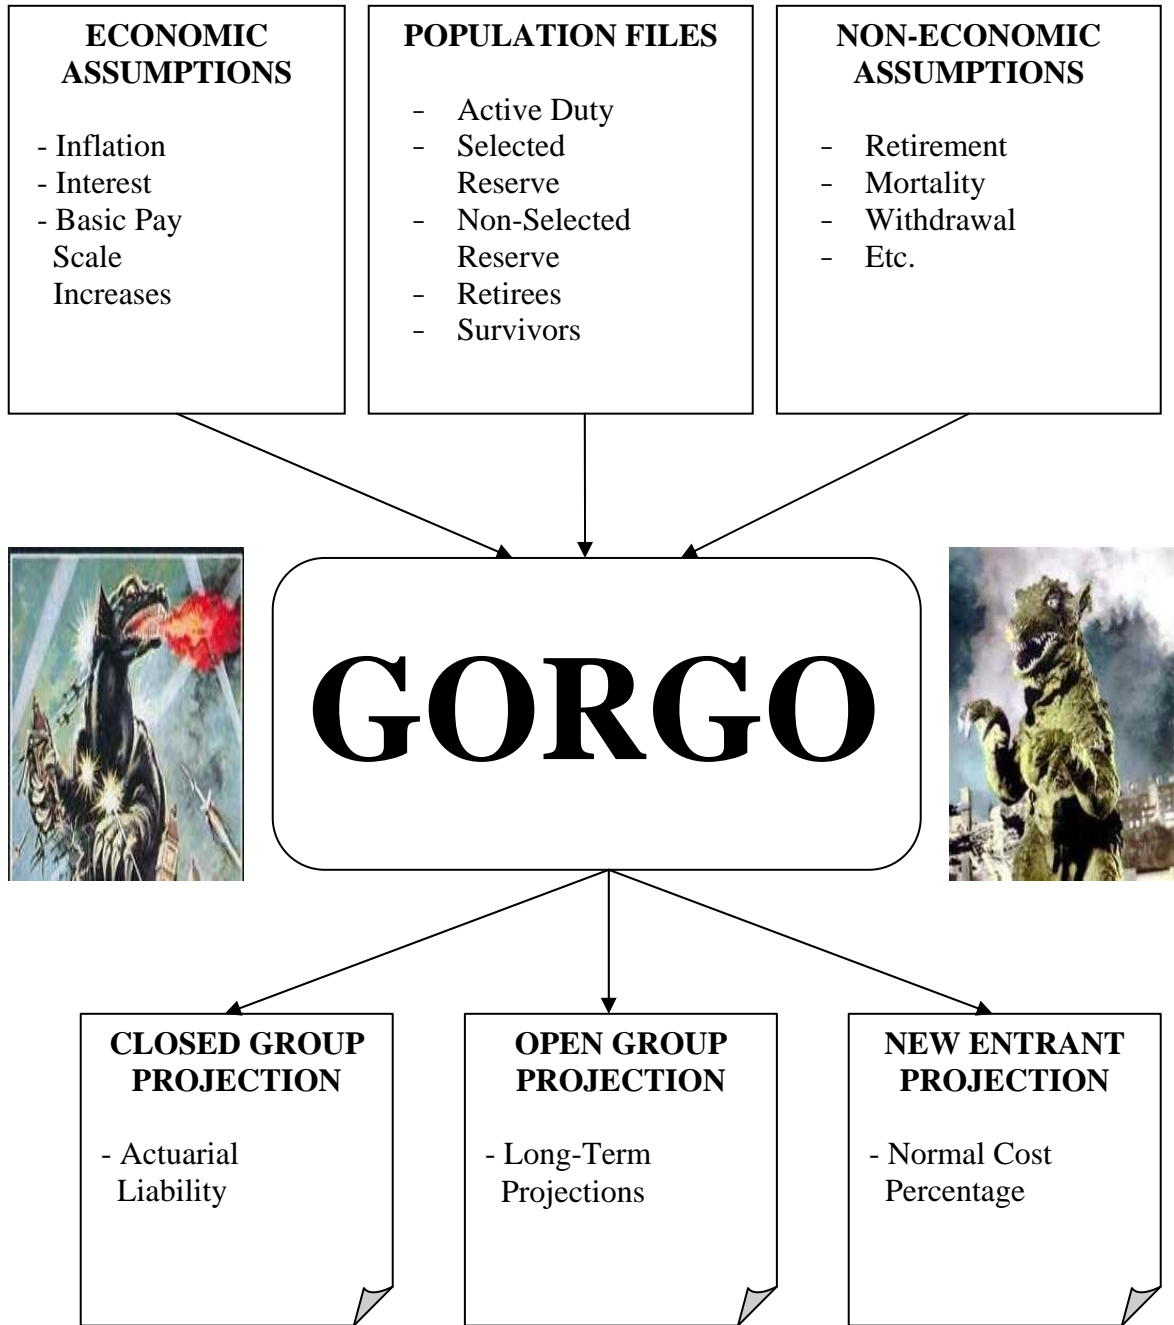 ECONOMIC
ASSUMPTIONS
- Inflation
- Interest
- Basic Pay
Scale
Increases
POPULATION FILES
- Active Duty
- Selected
Reserve
- Non-Selected
Reserve
- Retirees
- Survivors
NON-ECONOMIC
ASSUMPTIONS
- Retirement
- Mortality
- Withdrawal
- Etc.
GORGO
CLOSED GROUP
PROJECTION
- Actuarial
Liability
OPEN GROUP
PROJECTION
- Long-Term
Projections
NEW ENTRANT
PROJECTION
- Normal Cost
Percentage